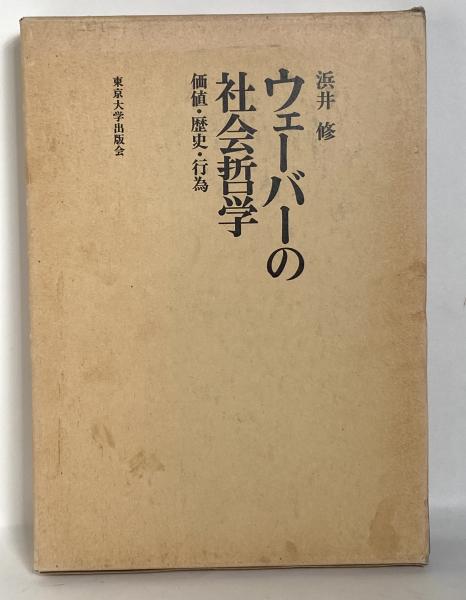 浜井 修
ウェーバーの
社会哲学
価値・歴史・行為
東京大学出版会